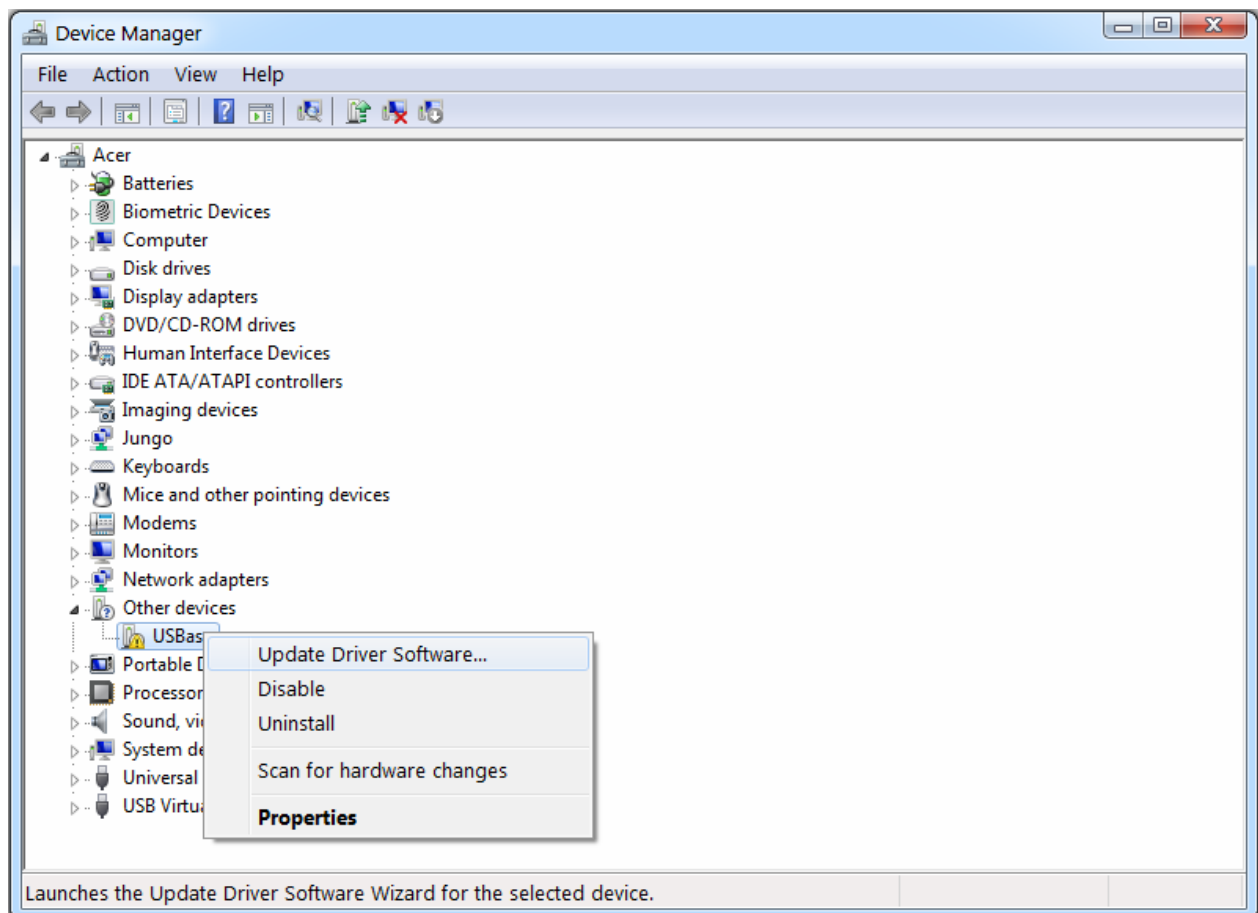 Device Manager
File Action View Help
Acer
Batteries
Biometric Devices
Computer
Disk drives
Display adapters
DVD/CD-ROM drives
Human Interface Devices
IDE ATA/ATAPI controllers
Imaging devices
Jungo
Keyboards
Mice and other pointing devices
Modems
Monitors
Network adapters
Other devices
USBas
Update Driver Software...
Portable
Disable
Processor
Uninstall
Sound, vi
System de
Scan for hardware changes
Universal
USB Virtu
Properties
Launches the Update Driver Software Wizard for the selected device.